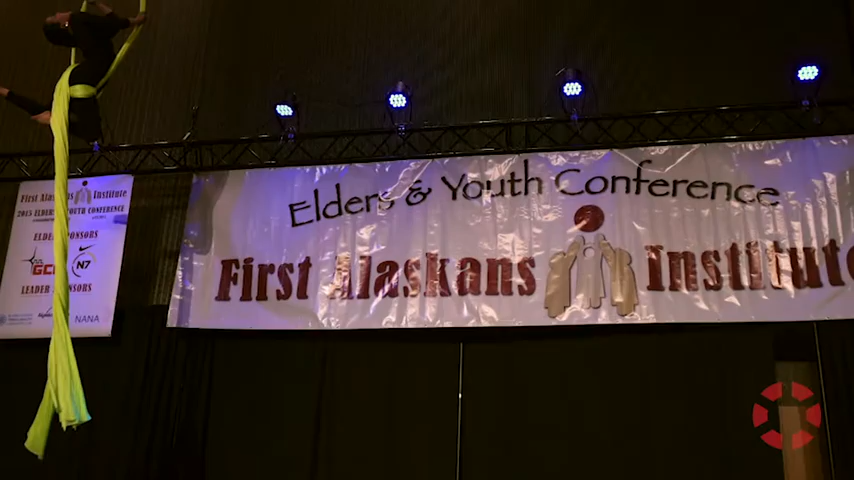 Elders & Youth Conference
First Alaskans Institute
First Alaskans Institute
2015 ELDERS & YOUTH CONFERENCE
ELDER SPONSORS
GCI
N7
LEADER SPONSORS
NANA